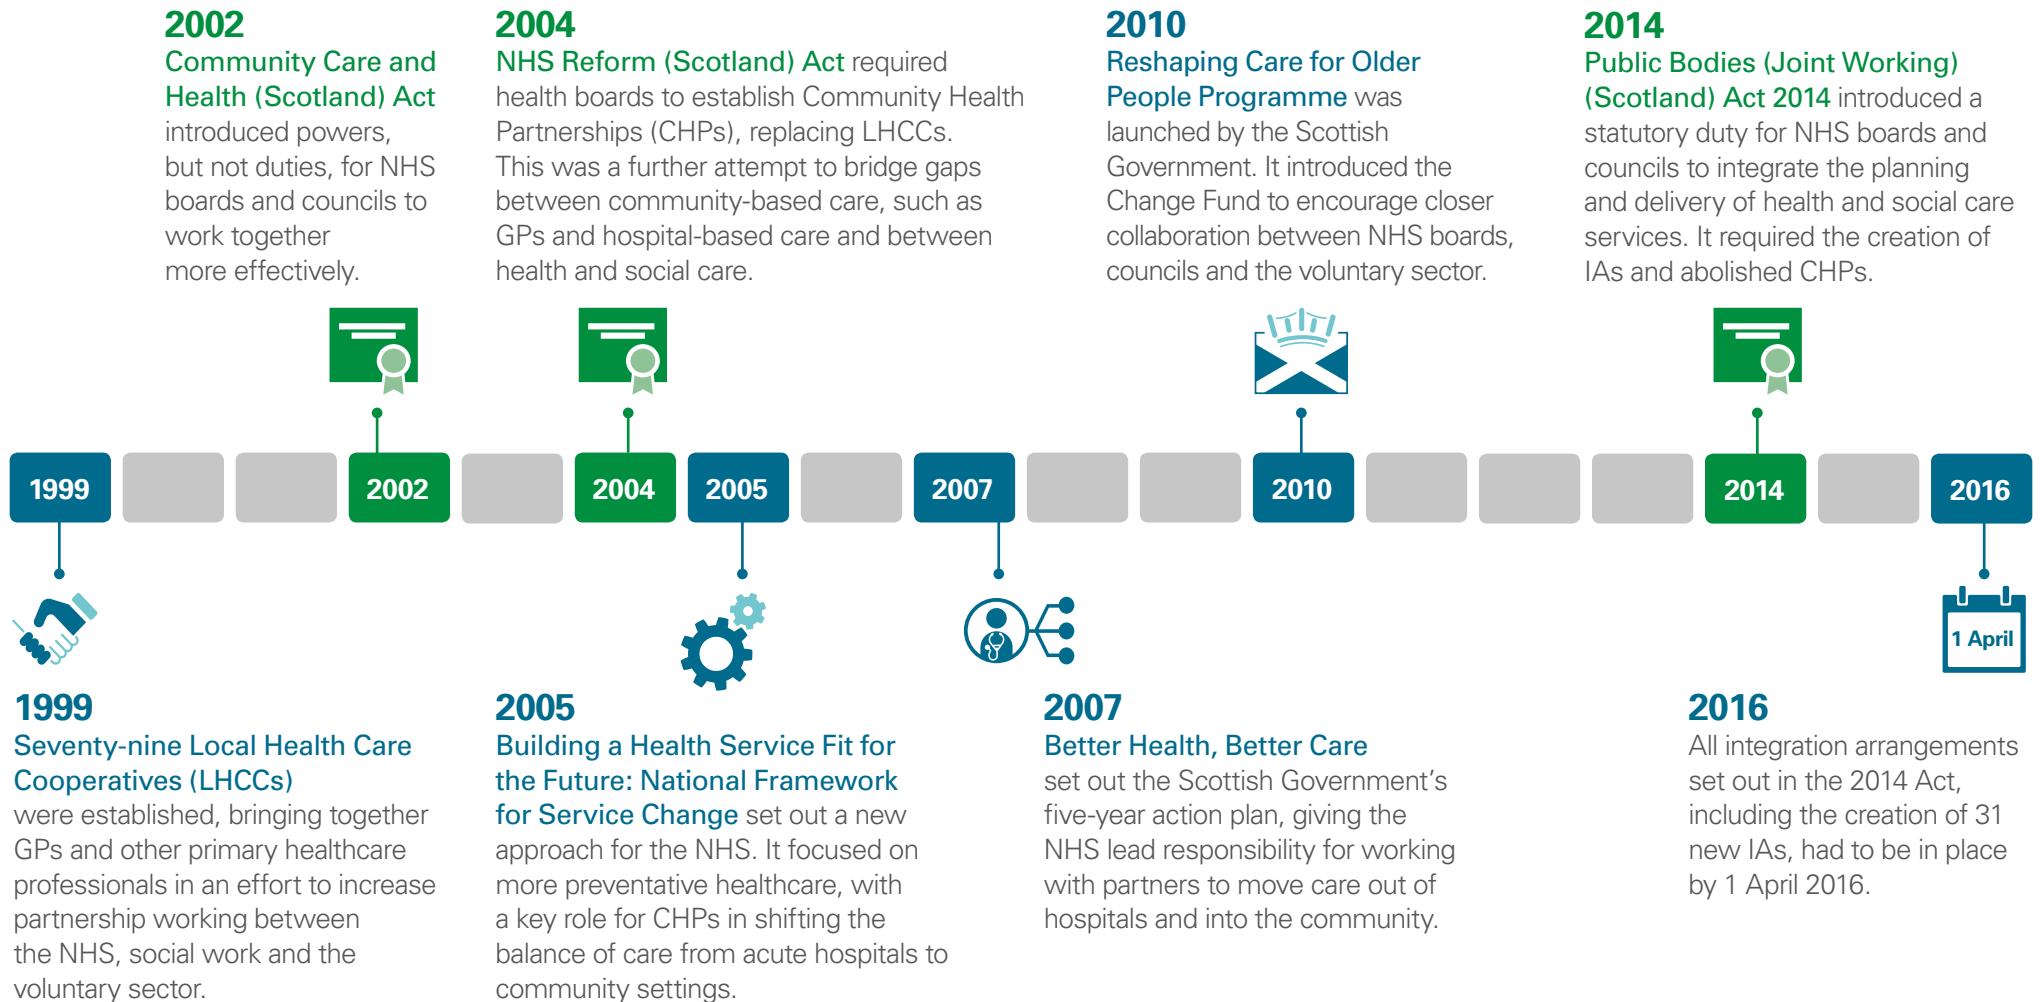 2002
Community Care and
Health (Scotland) Act
introduced powers,
but not duties, for NHS
boards and councils to
work together
more effectively.
2004
NHS Reform (Scotland) Act required
health boards to establish Community Health
Partnerships (CHPs), replacing LHCCs.
This was a further attempt to bridge gaps
between community-based care, such as
GPs and hospital-based care and between
health and social care.
2010
Reshaping Care for Older
People Programme was
launched by the Scottish
Government. It introduced the
Change Fund to encourage closer
collaboration between NHS boards,
councils and the voluntary sector.
2014
Public Bodies (Joint Working)
(Scotland) Act 2014 introduced a
statutory duty for NHS boards and
councils to integrate the planning
and delivery of health and social care
services. It required the creation of
IAs and abolished CHPs.
1999
2002
2004
2005
2007
2010
2014
2016
1 April
1999
Seventy-nine Local Health Care
Cooperatives (LHCCs)
were established, bringing together
GPs and other primary healthcare
professionals in an effort to increase
partnership working between
the NHS, social work and the
voluntary sector.
2005
Building a Health Service Fit for
the Future: National Framework
for Service Change set out a new
approach for the NHS. It focused on
more preventative healthcare, with
a key role for CHPs in shifting the
balance of care from acute hospitals to
community settings.
2007
Better Health, Better Care
set out the Scottish Government’s
five-year action plan, giving the
NHS lead responsibility for working
with partners to move care out of
hospitals and into the community.
2016
All integration arrangements
set out in the 2014 Act,
including the creation of 31
new IAs, had to be in place
by 1 April 2016.